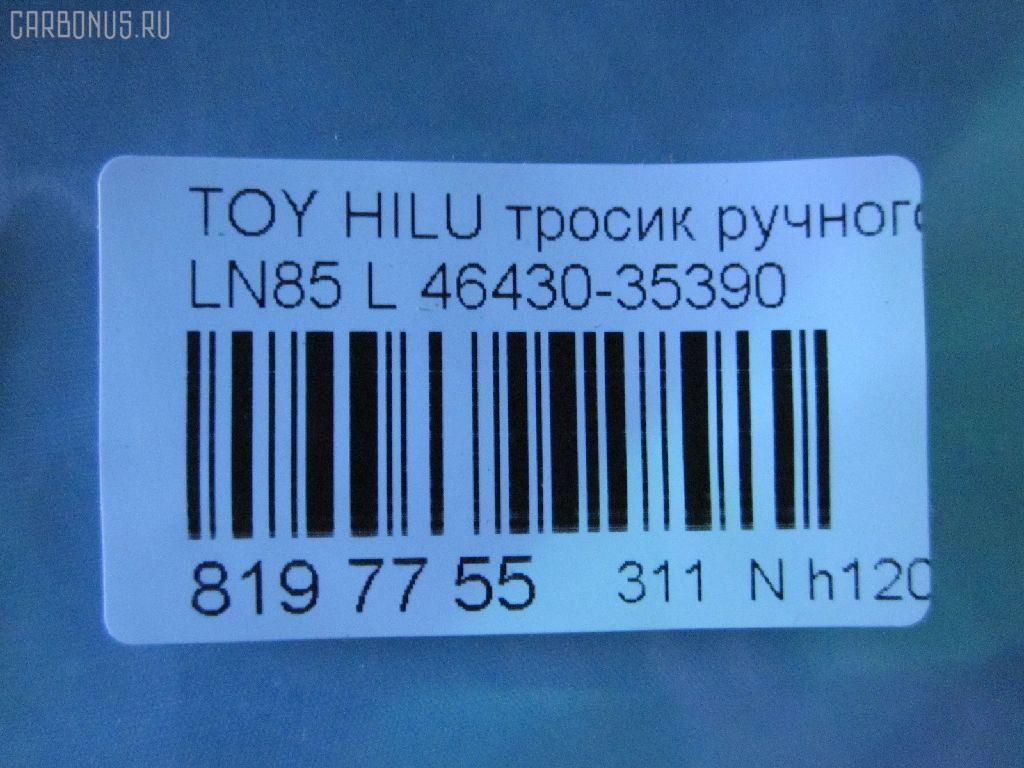 CARBONUS.RU
TOY HILU тросик ручного
LN85 L 46430-35390
819 77 55 311 N h120